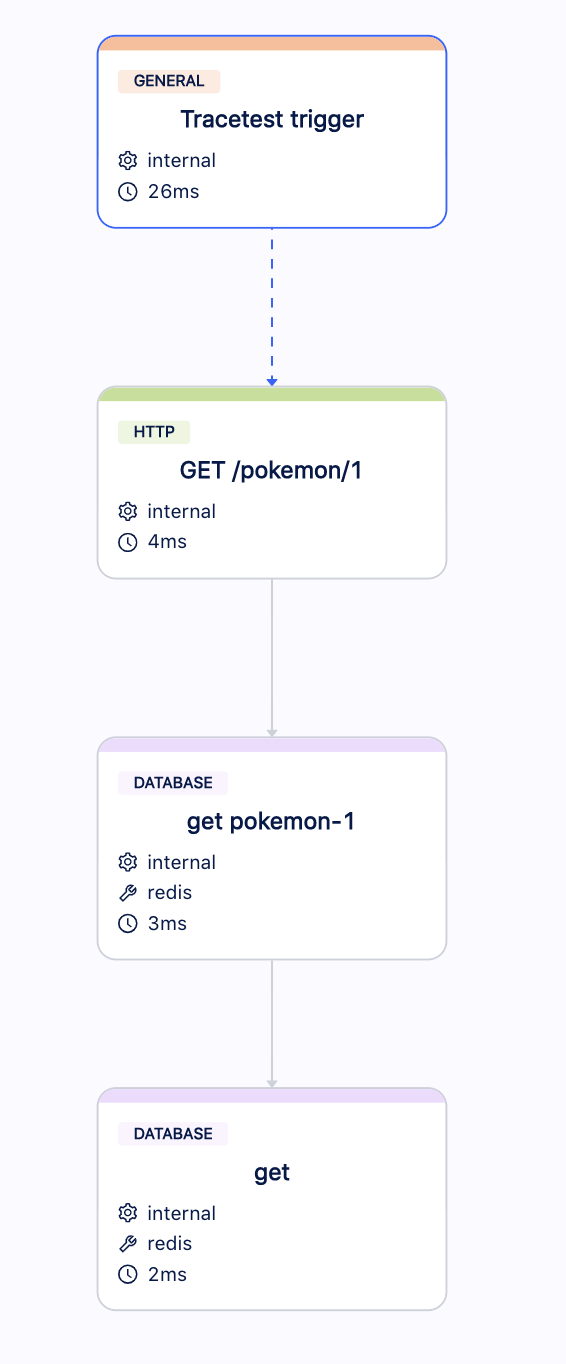 GENERAL
Tracetest trigger
internal
26ms
HTTP
GET /pokemon/1
internal
4ms
DATABASE
get pokemon-1
internal
redis
3ms
DATABASE
get
internal
redis
2ms